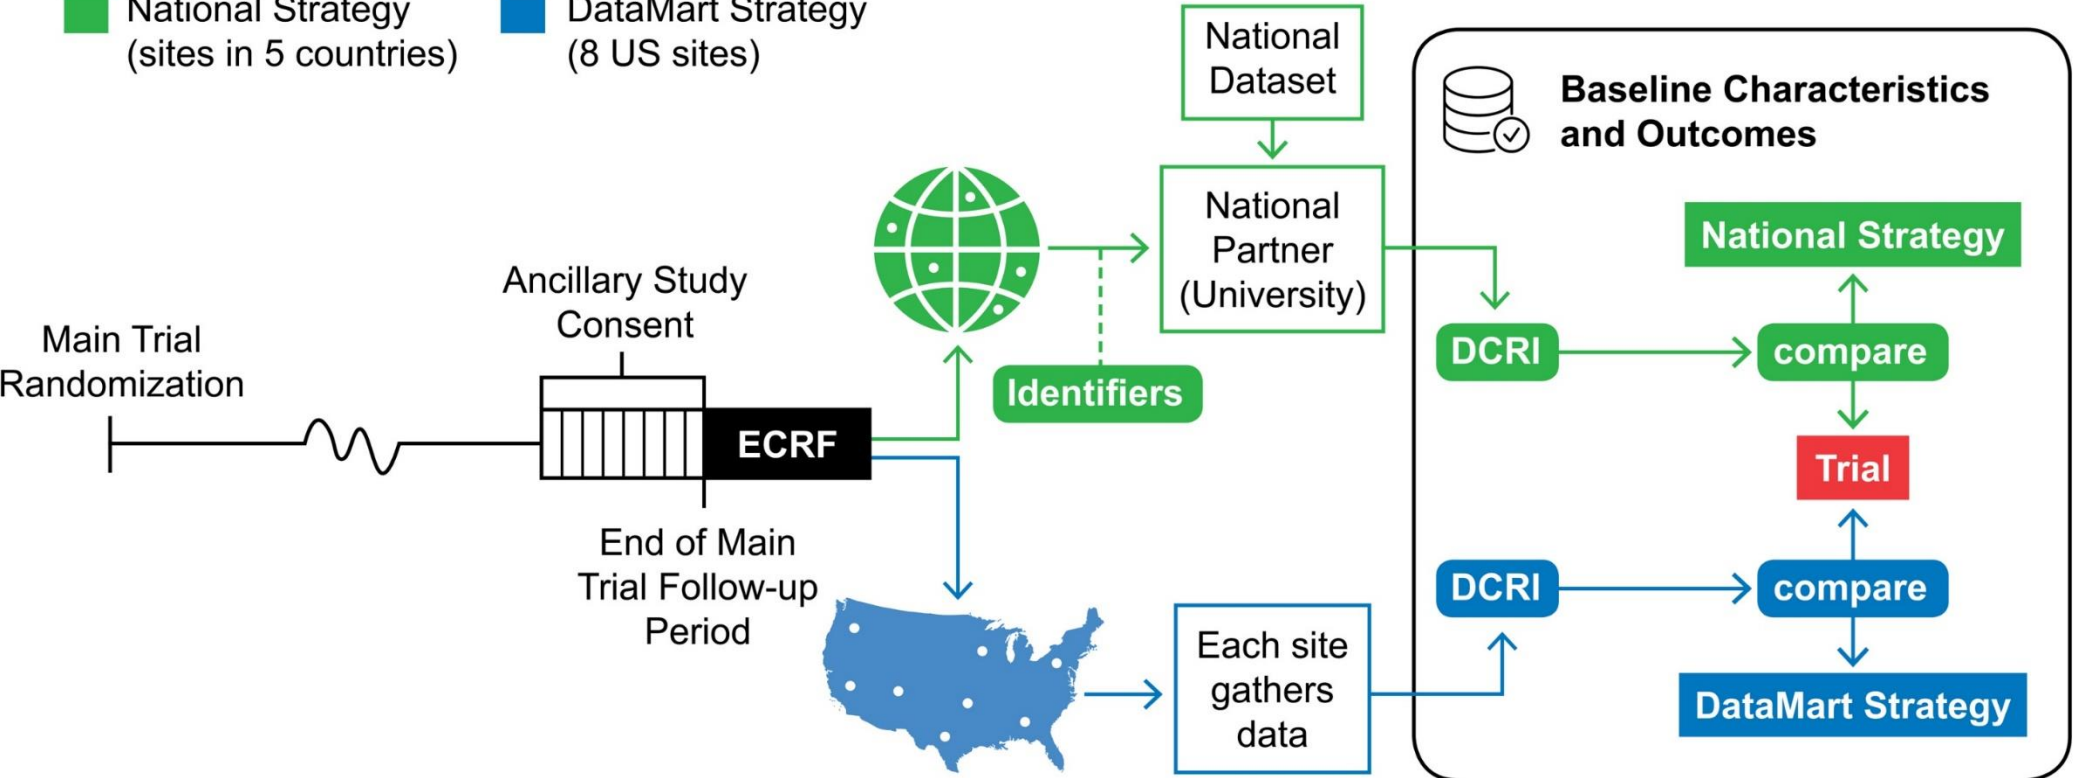 National Strategy
(sites in 5 countries)
DataMart Strategy
(8 US sites)
National
Dataset
Baseline Characteristics
and Outcomes
National
Partner
(University)
National Strategy
Ancillary Study
Consent
Main Trial
Randomization
DCRI
compare
Identifiers
ECRF
Trial
End of Main
Trial Follow-up
Period
DCRI
compare
Each site
gathers
data
DataMart Strategy